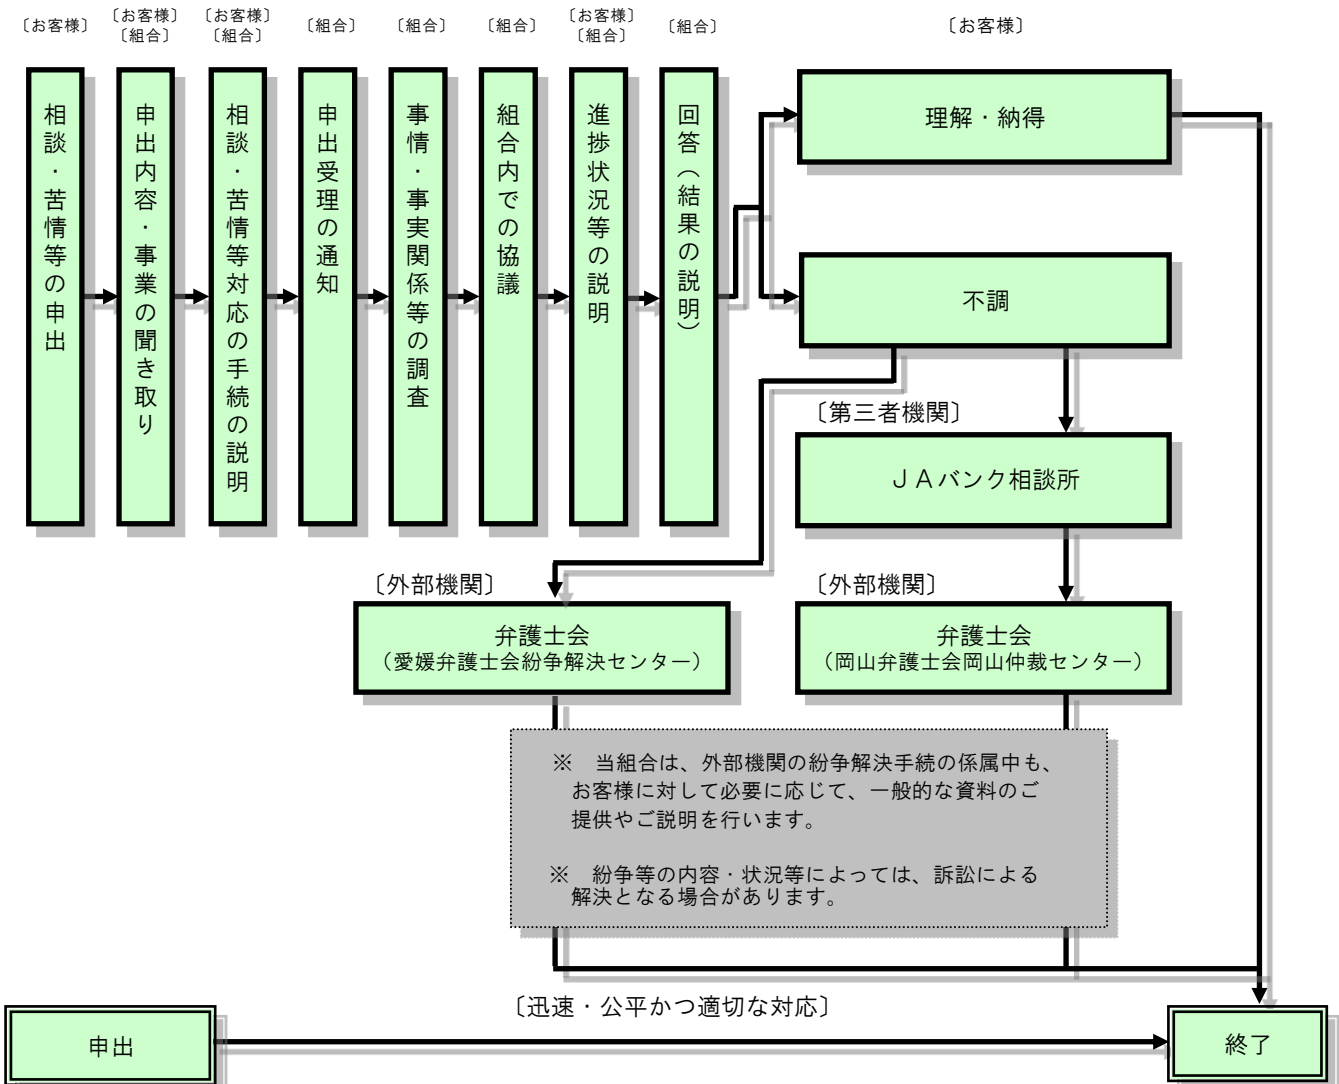 〔お客様〕
〔お客様〕
〔組合〕
〔お客様〕
〔組合〕
〔組合〕
〔組合〕
〔組合〕
〔お客様〕
〔組合〕
〔組合〕
〔お客様〕
相談・苦情等の申出
申出内容・事業の聞き取り
相談・苦情等対応の手続の説明
申出受理の通知
事情・事実関係等の調査
組合内での協議
進捗状況等の説明
回答（結果の説明）
理解・納得
不調
〔第三者機関〕
ＪＡバンク相談所
〔外部機関〕
弁護士会
（愛媛弁護士会紛争解決センター）
〔外部機関〕
弁護士会
（岡山弁護士会岡山仲裁センター）
※　当組合は、外部機関の紛争解決手続の係属中も、
お客様に対して必要に応じて、一般的な資料のご
提供やご説明を行います。
※　紛争等の内容・状況等によっては、訴訟による
解決となる場合があります。
〔迅速・公平かつ適切な対応〕
申出
終了